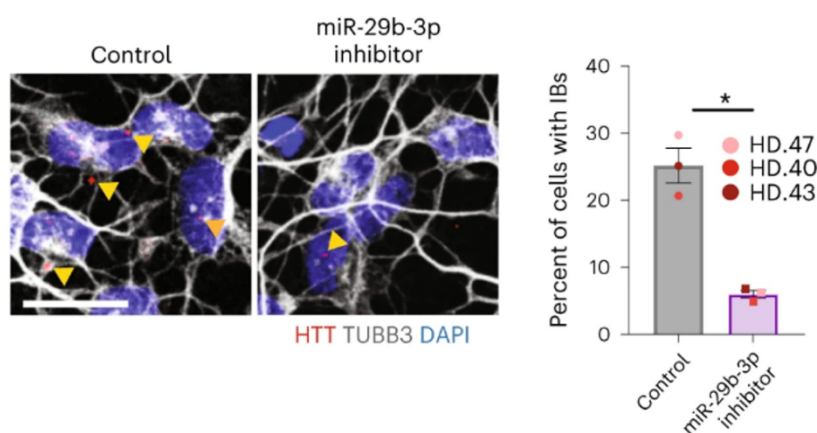 Control
miR-29b-3p
inhibitor
HTT TUBB3 DAPI
Percent of cells with IBs
40
30
20
10
0
*
HD.47
HD.40
HD.43
Control
miR-29b-3p
inhibitor